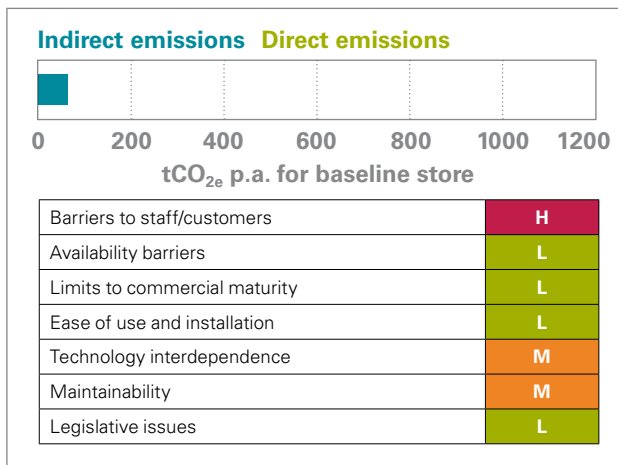 Indirect emissions Direct emissions
0 200 400 600 800 1000 1200
tCO2e p.a. for baseline store
Barriers to staff/customers H
Availability barriers L
Limits to commercial maturity L
Ease of use and installation L
Technology interdependence M
Maintainability M
Legislative issues L